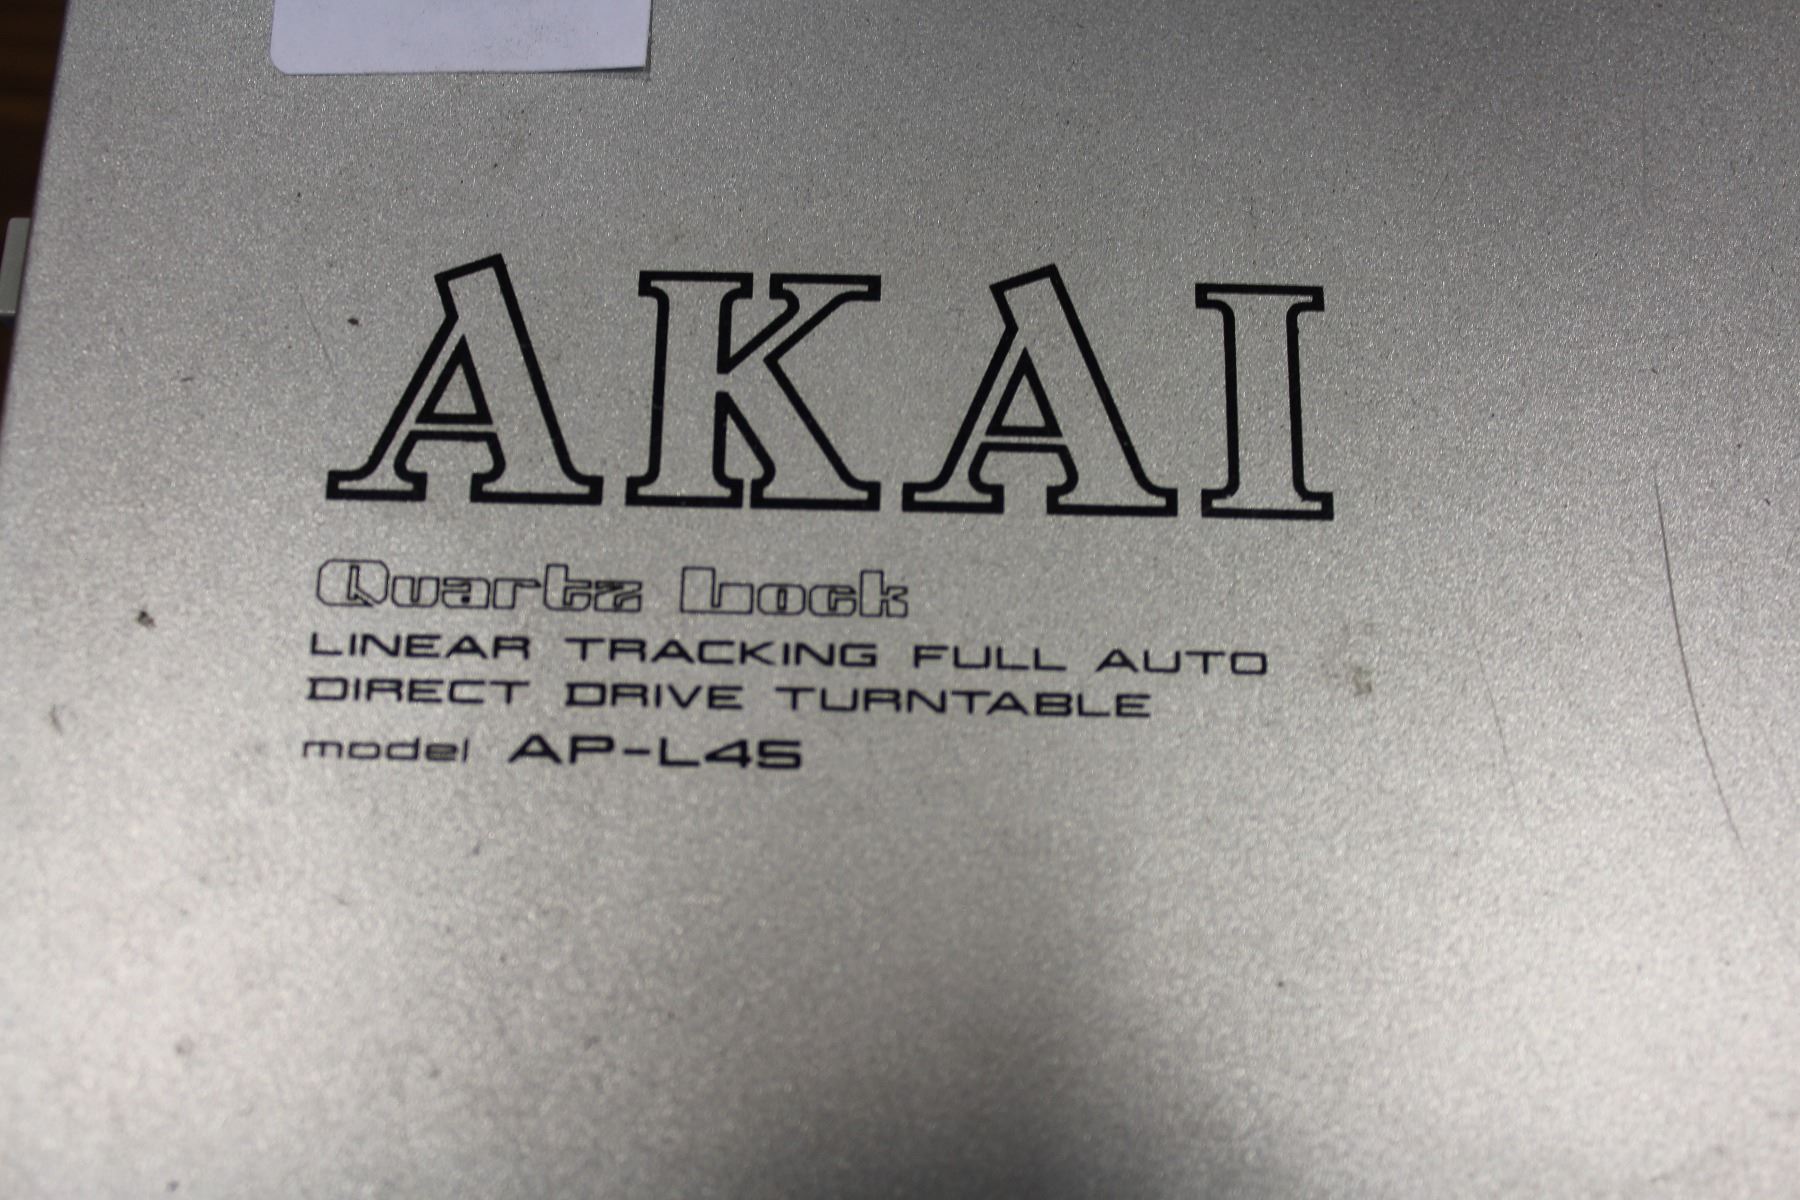 AKAI
Quartz Lock
LINEAR TRACKING FULL AUTO
DIRECT DRIVE TURNTABLE
model AP-L45